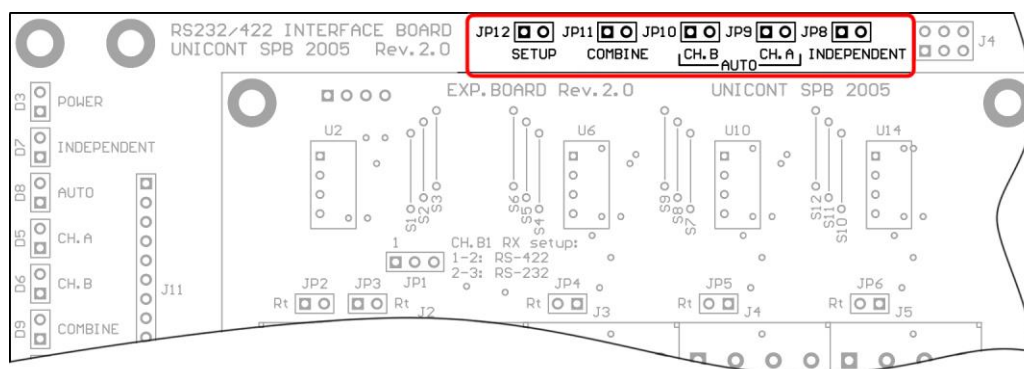 RS232/422 INTERFACE BOARD
UNICONT SPB 2005 Rev.2.0
JP12 JP11 JP10 JP9 JP8
SETUP COMBINE CH.B CH.A INDEPENDENT
AUTO
J4
EXP.BOARD Rev.2.0 UNICONT SPB 2005
D3 POWER
D7 INDEPENDENT
D8 AUTO
D5 CH.A
D6 CH.B
D9 COMBINE
J11
U2 U6 U10 U14
S1 S2 S3 S6 S5 S4 S9 S8 S7 S12 S11 S10
1 CH.B1 RX setup:
1-2: RS-422
2-3: RS-232
JP1
JP2 JP3 JP4 JP5 JP6
Rt Rt Rt Rt Rt
J2 J3 J4 J5